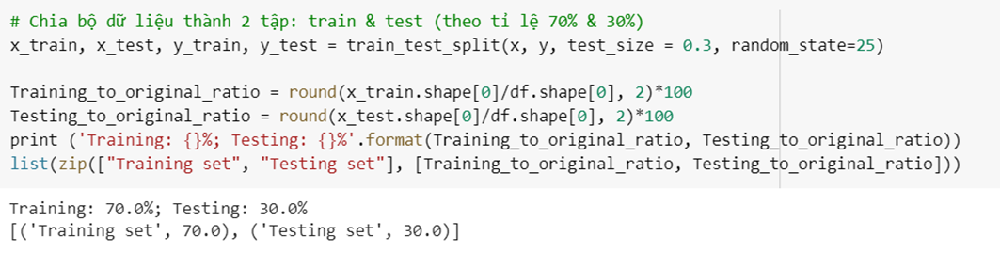 # Chia bộ dữ liệu thành 2 tập: train & test (theo tỉ lệ 70% & 30%)
x_train, x_test, y_train, y_test = train_test_split(x, y, test_size = 0.3, random_state=25)
Training_to_original_ratio = round(x_train.shape[0]/df.shape[0], 2)*100
Testing_to_original_ratio = round(x_test.shape[0]/df.shape[0], 2)*100
print ('Training: {}%; Testing: {}%'.format(Training_to_original_ratio, Testing_to_original_ratio))
list(zip(["Training set", "Testing set"], [Training_to_original_ratio, Testing_to_original_ratio]))
Training: 70.0%; Testing: 30.0%
[('Training set', 70.0), ('Testing set', 30.0)]